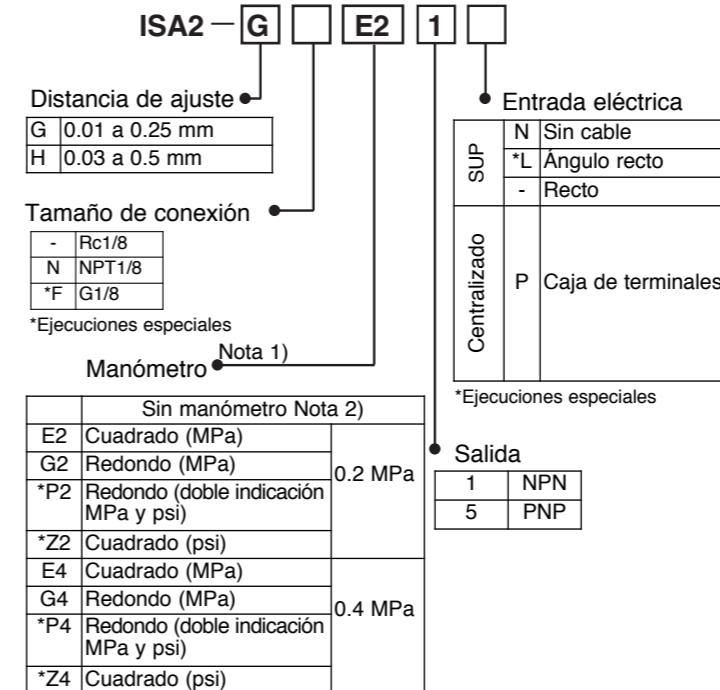 ISA2 — G E2 1
Distancia de ajuste
G 0.01 a 0.25 mm
H 0.03 a 0.5 mm
Tamaño de conexión
- Rc1/8
N NPT1/8
*F G1/8
*Ejecuciones especiales
Manómetro Nota 1)
Sin manómetro Nota 2)
E2 Cuadrado (MPa)
G2 Redondo (MPa)
0.2 MPa
*P2 Redondo (doble indicación
MPa y psi)
*Z2 Cuadrado (psi)
E4 Cuadrado (MPa)
G4 Redondo (MPa)
0.4 MPa
*P4 Redondo (doble indicación
MPa y psi)
*Z4 Cuadrado (psi)
Entrada eléctrica
SUP
N Sin cable
*L Ángulo recto
- Recto
Centralizado
P Caja de terminales
*Ejecuciones especiales
Salida
1 NPN
5 PNP